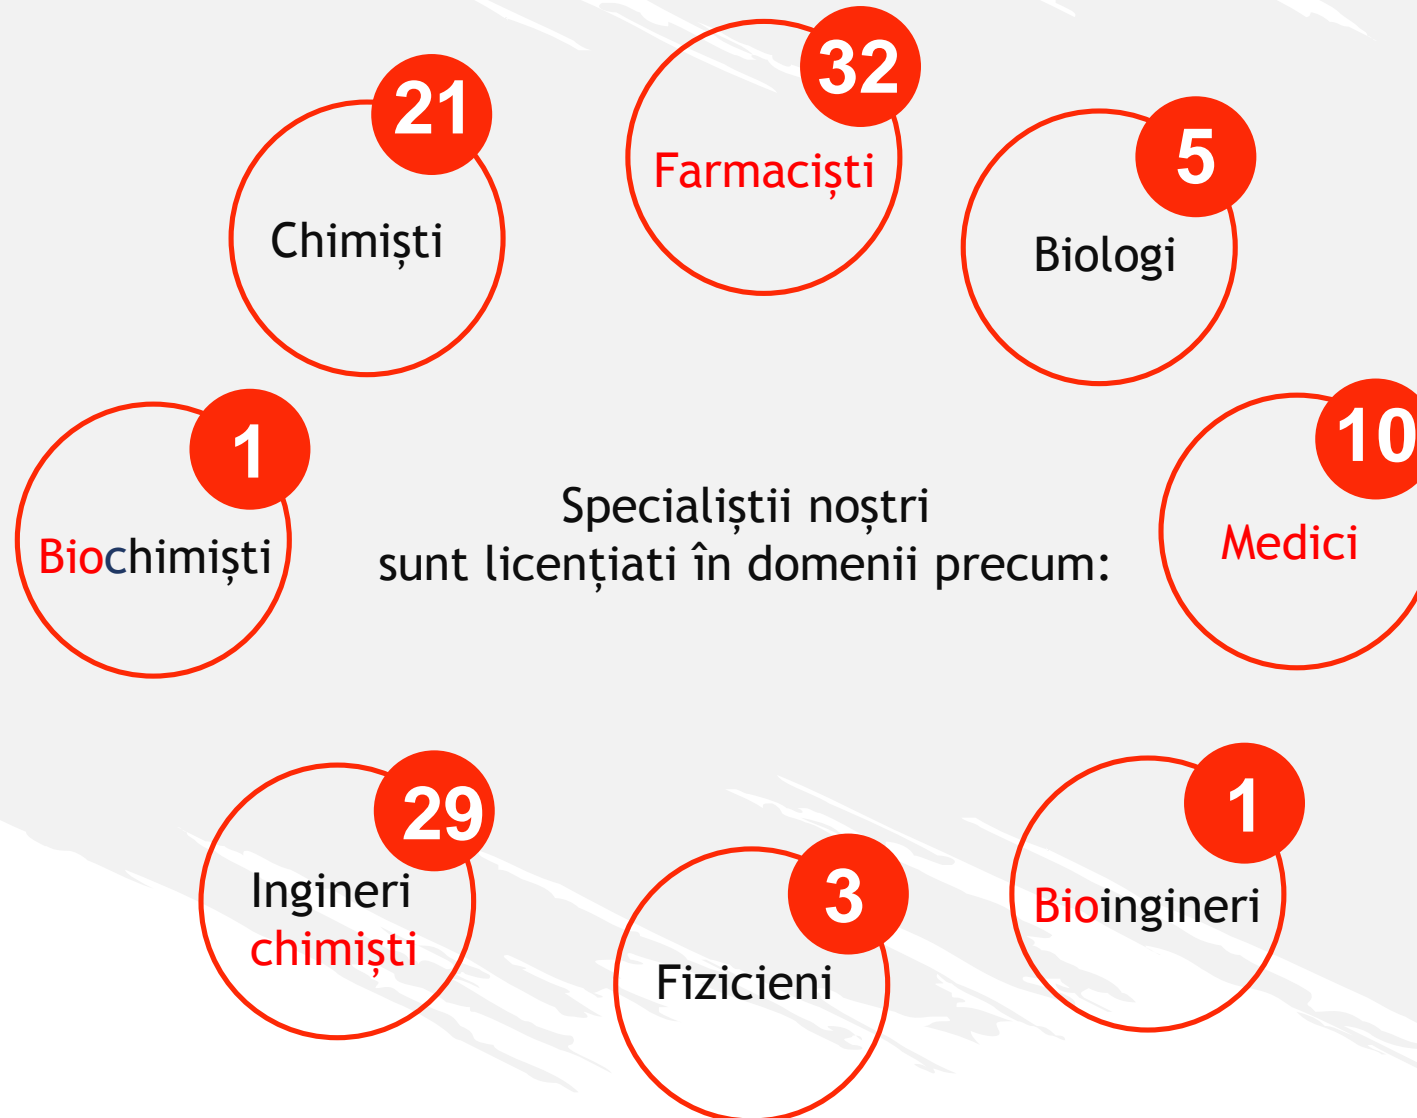 32
Farmaciști
21
Chimiști
5
Biologi
10
Medici
1
Biochimiști
Specialiștii noștri
sunt licențiati în domenii precum:
29
Ingineri
chimiști
3
Fizicieni
1
Bioingineri